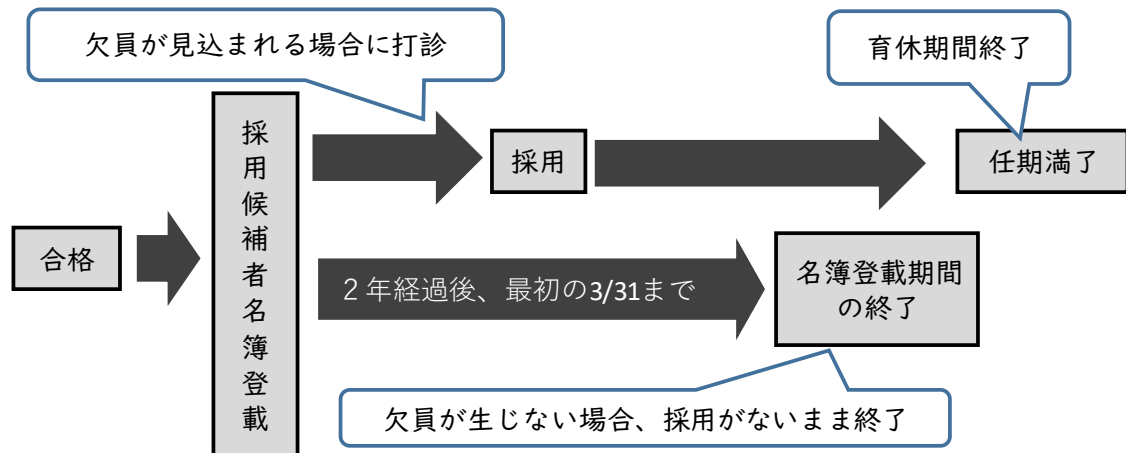 欠員が見込まれる場合に打診
育休期間終了
採用候補者名簿登載
採用
任期満了
合格
２年経過後、最初の3/31まで
名簿登載期間
の終了
欠員が生じない場合、採用がないまま終了